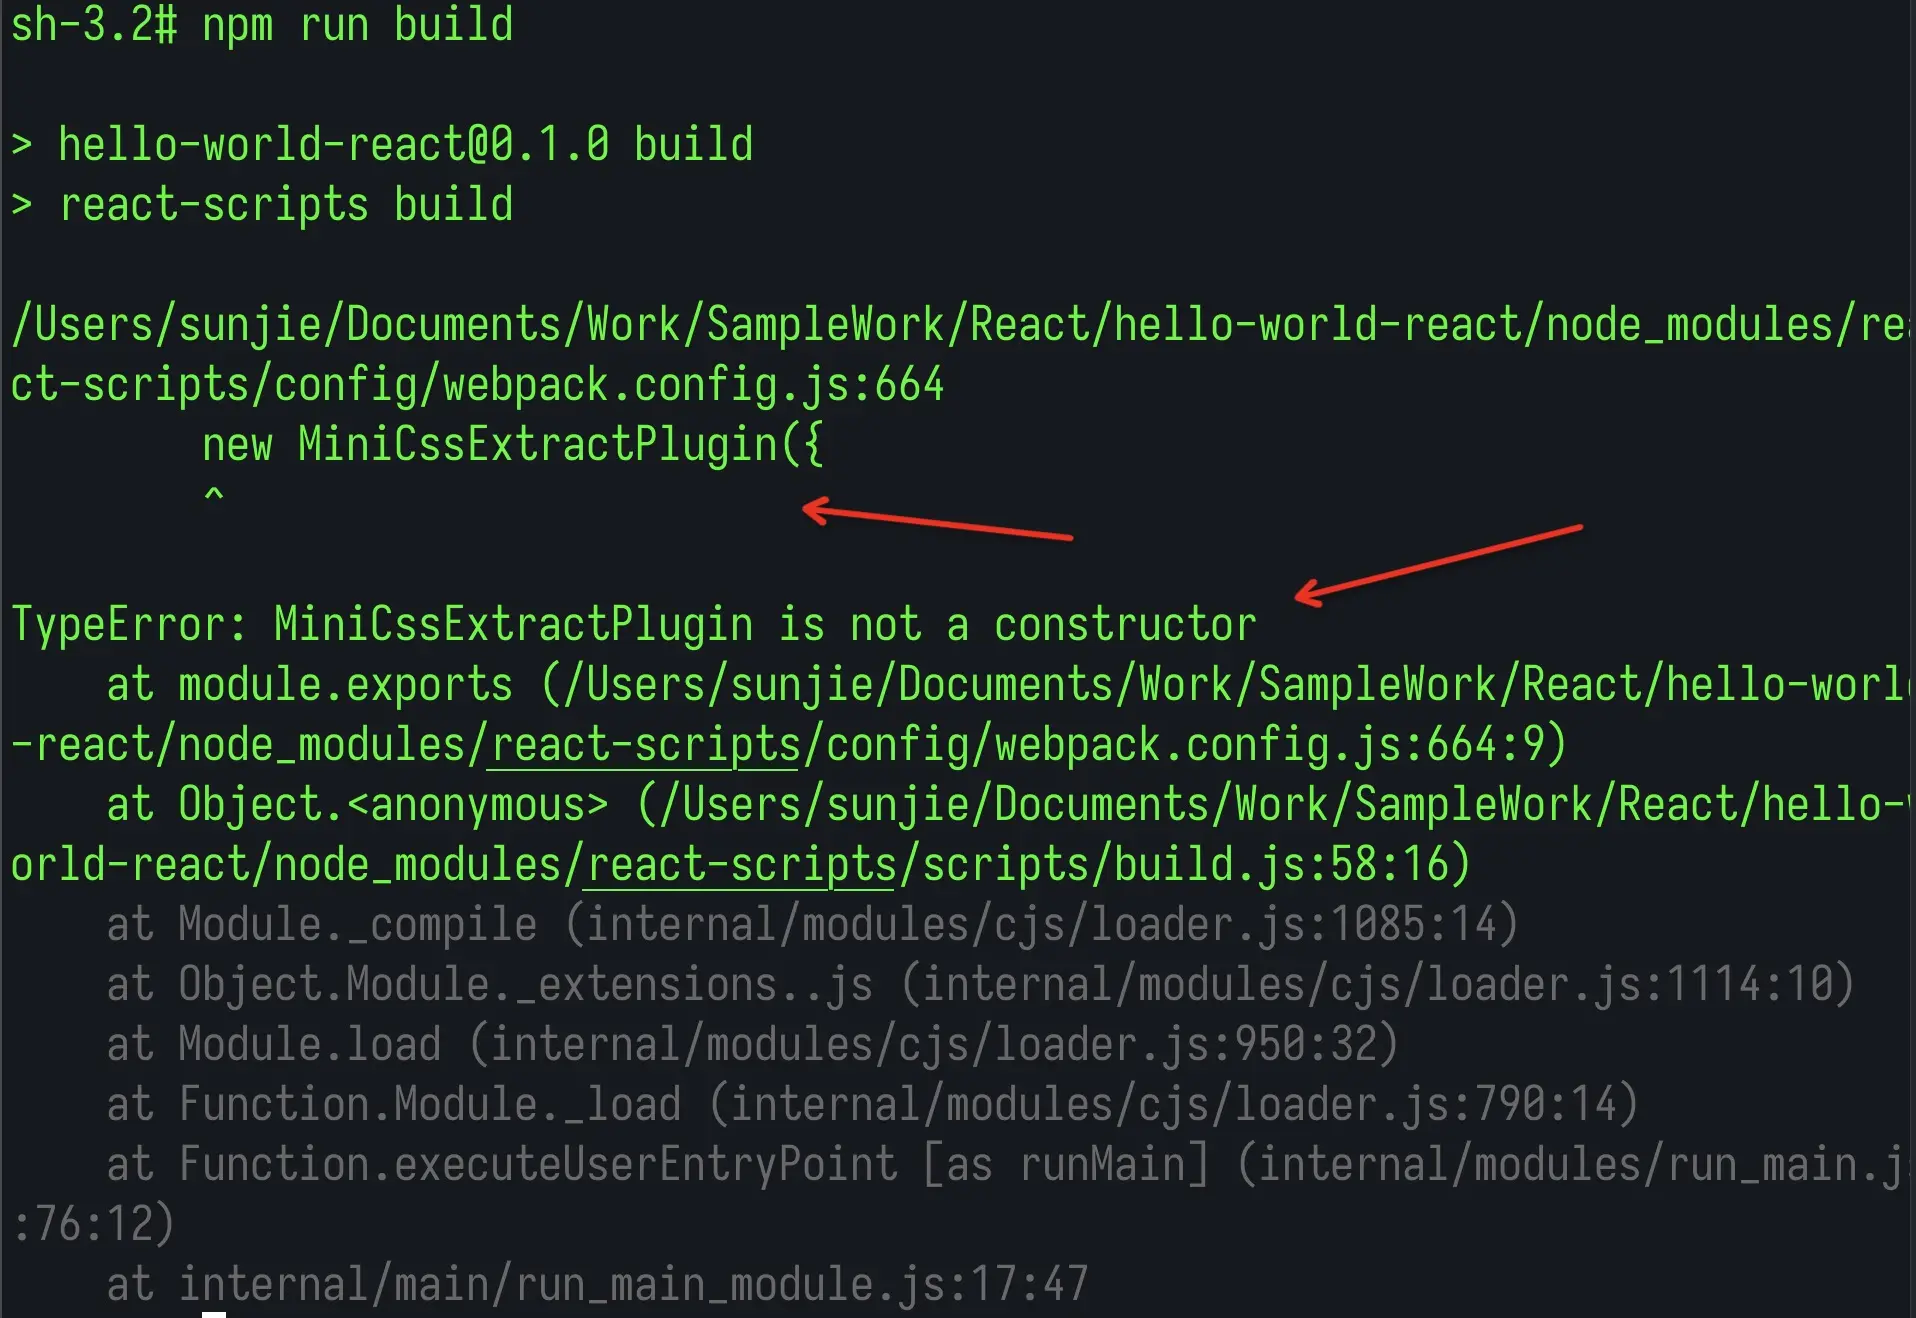 sh-3.2# npm run build
> hello-world-react@0.1.0 build
> react-scripts build
/Users/sunjie/Documents/Work/SampleWork/React/hello-world-react/node_modules/rea
ct-scripts/config/webpack.config.js:664
new MiniCssExtractPlugin({
^
TypeError: MiniCssExtractPlugin is not a constructor
at module.exports (/Users/sunjie/Documents/Work/SampleWork/React/hello-world
-react/node_modules/react-scripts/config/webpack.config.js:664:9)
at Object.<anonymous> (/Users/sunjie/Documents/Work/SampleWork/React/hello-w
orld-react/node_modules/react-scripts/scripts/build.js:58:16)
at Module._compile (internal/modules/cjs/loader.js:1085:14)
at Object.Module._extensions..js (internal/modules/cjs/loader.js:1114:10)
at Module.load (internal/modules/cjs/loader.js:950:32)
at Function.Module._load (internal/modules/cjs/loader.js:790:14)
at Function.executeUserEntryPoint [as runMain] (internal/modules/run_main.js
:76:12)
at internal/main/run_main_module.js:17:47